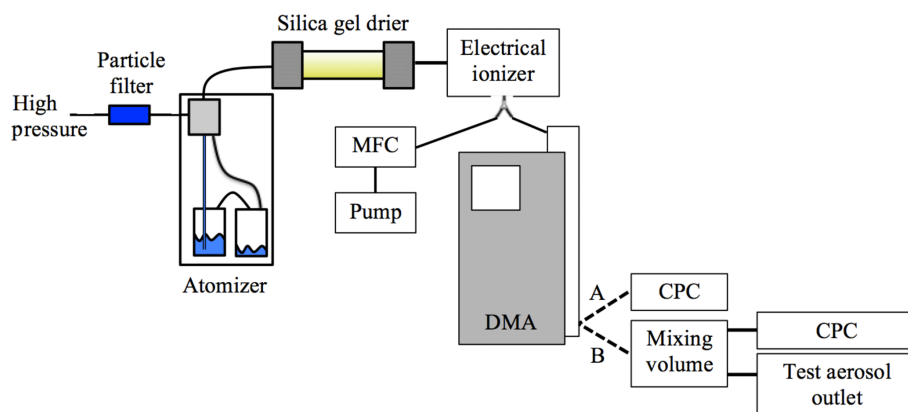 Silica gel drier
Particle
filter
Electrical
ionizer
High
pressure
MFC
Pump
Atomizer
DMA
A
B
CPC
Mixing
volume
CPC
Test aerosol
outlet